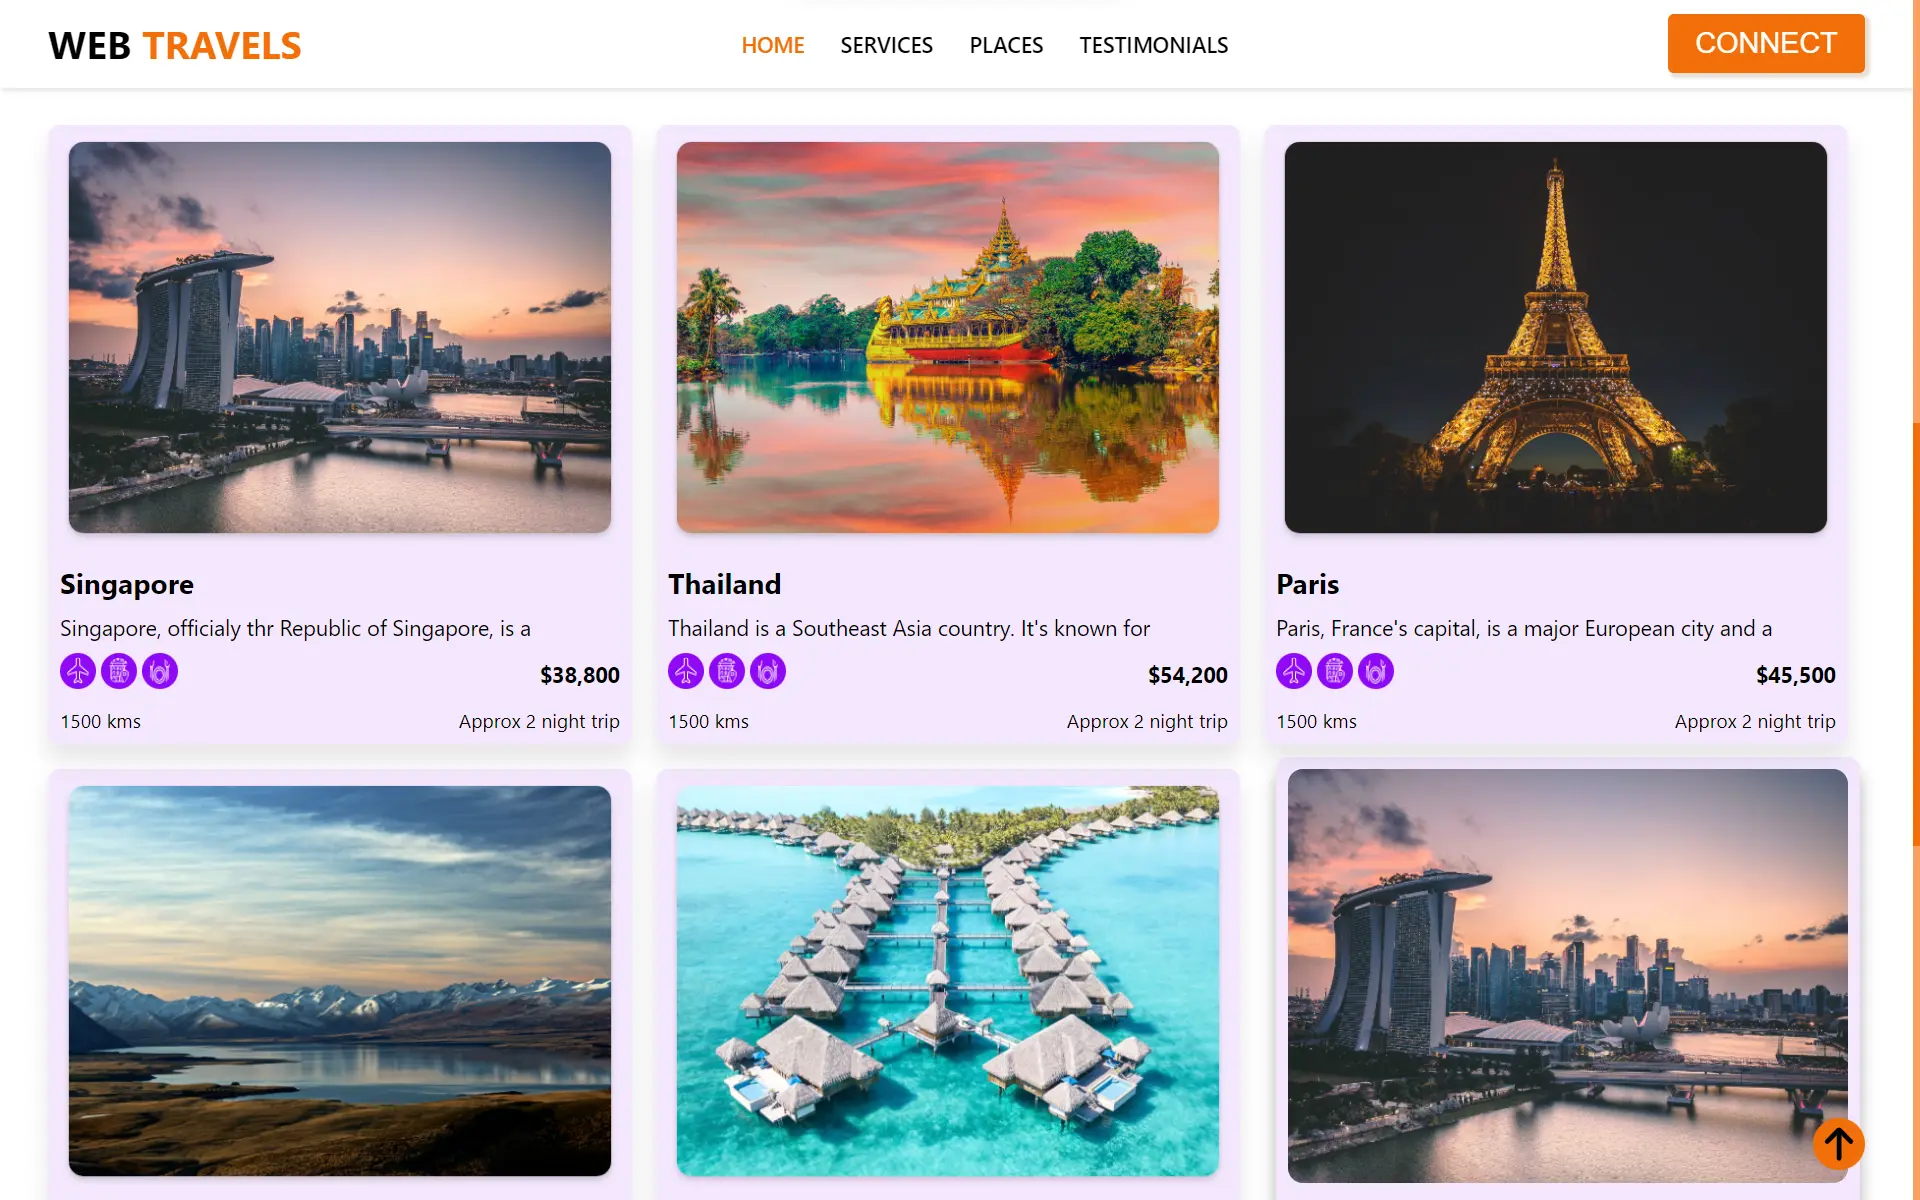 WEB TRAVELS
HOME SERVICES PLACES TESTIMONIALS
CONNECT
Singapore
Singapore, officialy thr Republic of Singapore, is a
$38,800
1500 kms
Approx 2 night trip
Thailand
Thailand is a Southeast Asia country. It's known for
$54,200
1500 kms
Approx 2 night trip
Paris
Paris, France's capital, is a major European city and a
$45,500
1500 kms
Approx 2 night trip